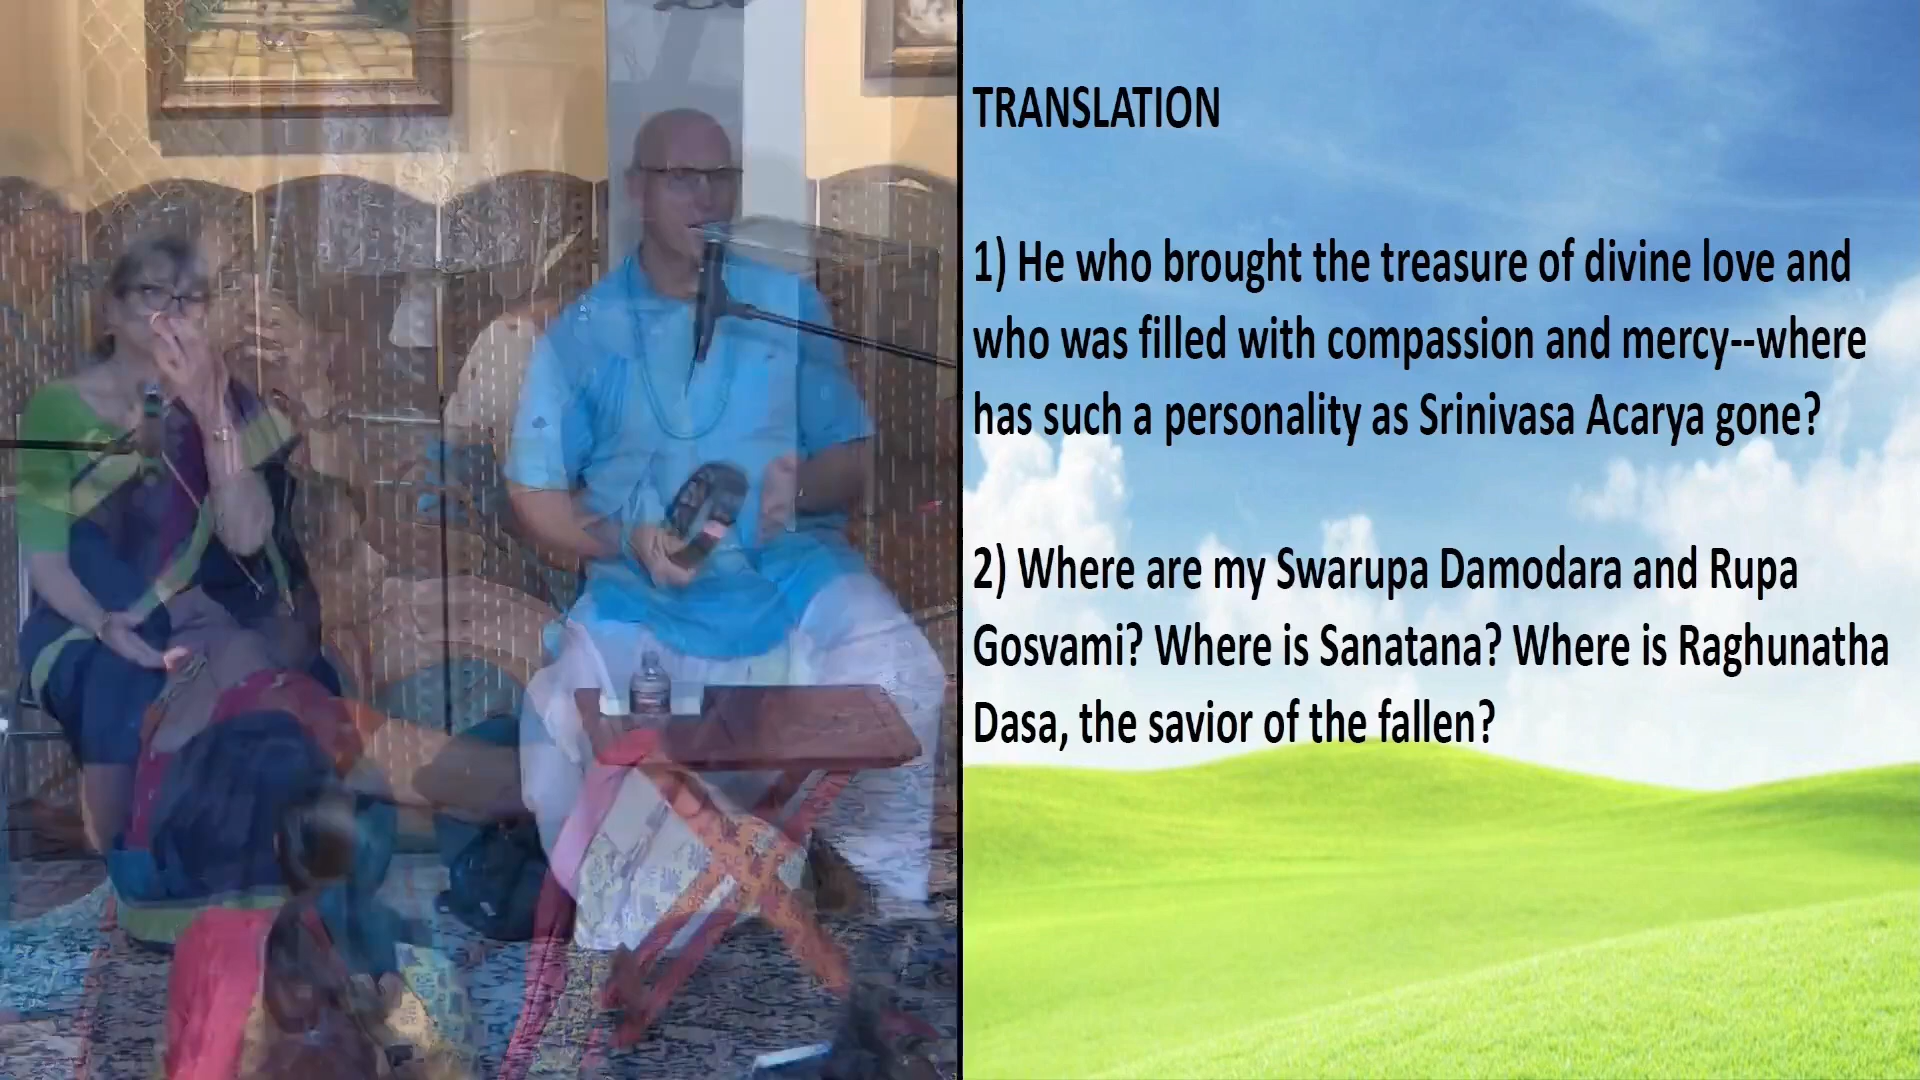 TRANSLATION
1) He who brought the treasure of divine love and
who was filled with compassion and mercy--where
has such a personality as Srinivasa Acarya gone?
2) Where are my Swarupa Damodara and Rupa
Gosvami? Where is Sanatana? Where is Raghunatha
Dasa, the savior of the fallen?